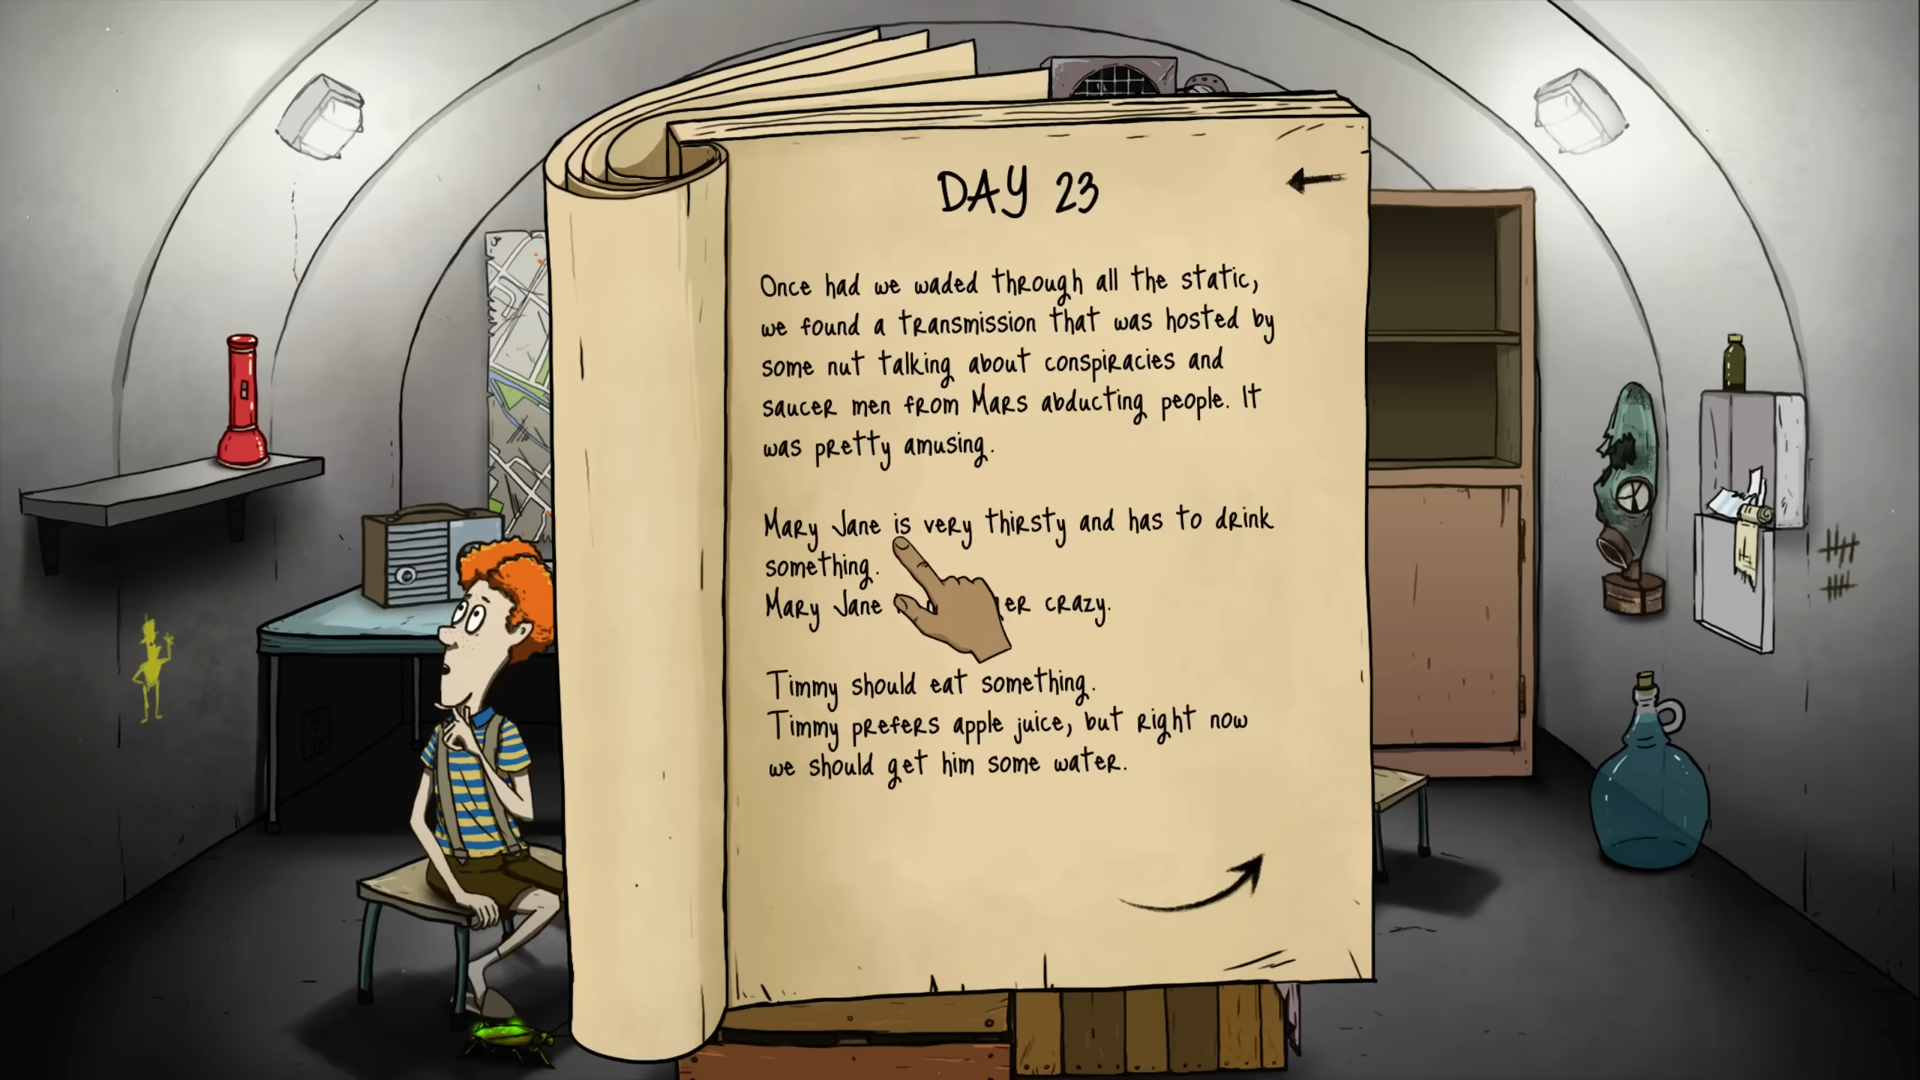 DAY 23
Once had we waded through all the static,
we found a transmission that was hosted by
some nut talking about conspiracies and
saucer men from Mars abducting people. It
was pretty amusing.
Mary Jane is very thirsty and has to drink
something.
Mary Jane er crazy.
Timmy should eat something.
Timmy prefers apple juice, but right now
we should get him some water.